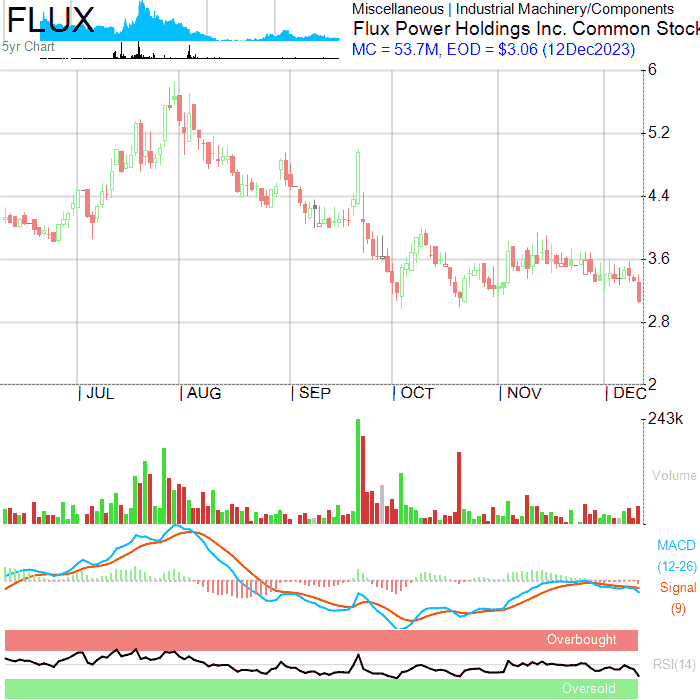 FLUX
5yr Chart
Miscellaneous | Industrial Machinery/Components
Flux Power Holdings Inc. Common Stock
MC = 53.7M, EOD = $3.06 (12Dec2023)
6
5.2
4.4
3.6
2.8
2
JUL AUG SEP OCT NOV DEC
243k
Volume
MACD
(12-26)
Signal
(9)
Overbought
RSI(14)
Oversold